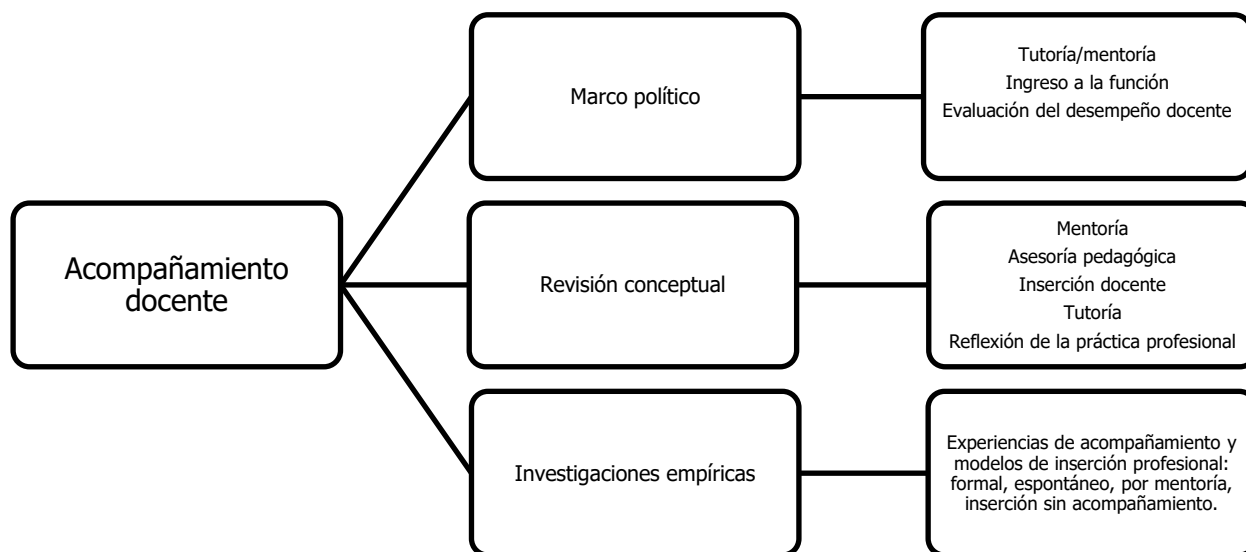 Acompañamiento
docente
Marco político
Tutoría/mentoría
Ingreso a la función
Evaluación del desempeño docente
Revisión conceptual
Mentoría
Asesoría pedagógica
Inserción docente
Tutoría
Reflexión de la práctica profesional
Investigaciones empíricas
Experiencias de acompañamiento y
modelos de inserción profesional:
formal, espontáneo, por mentoría,
inserción sin acompañamiento.